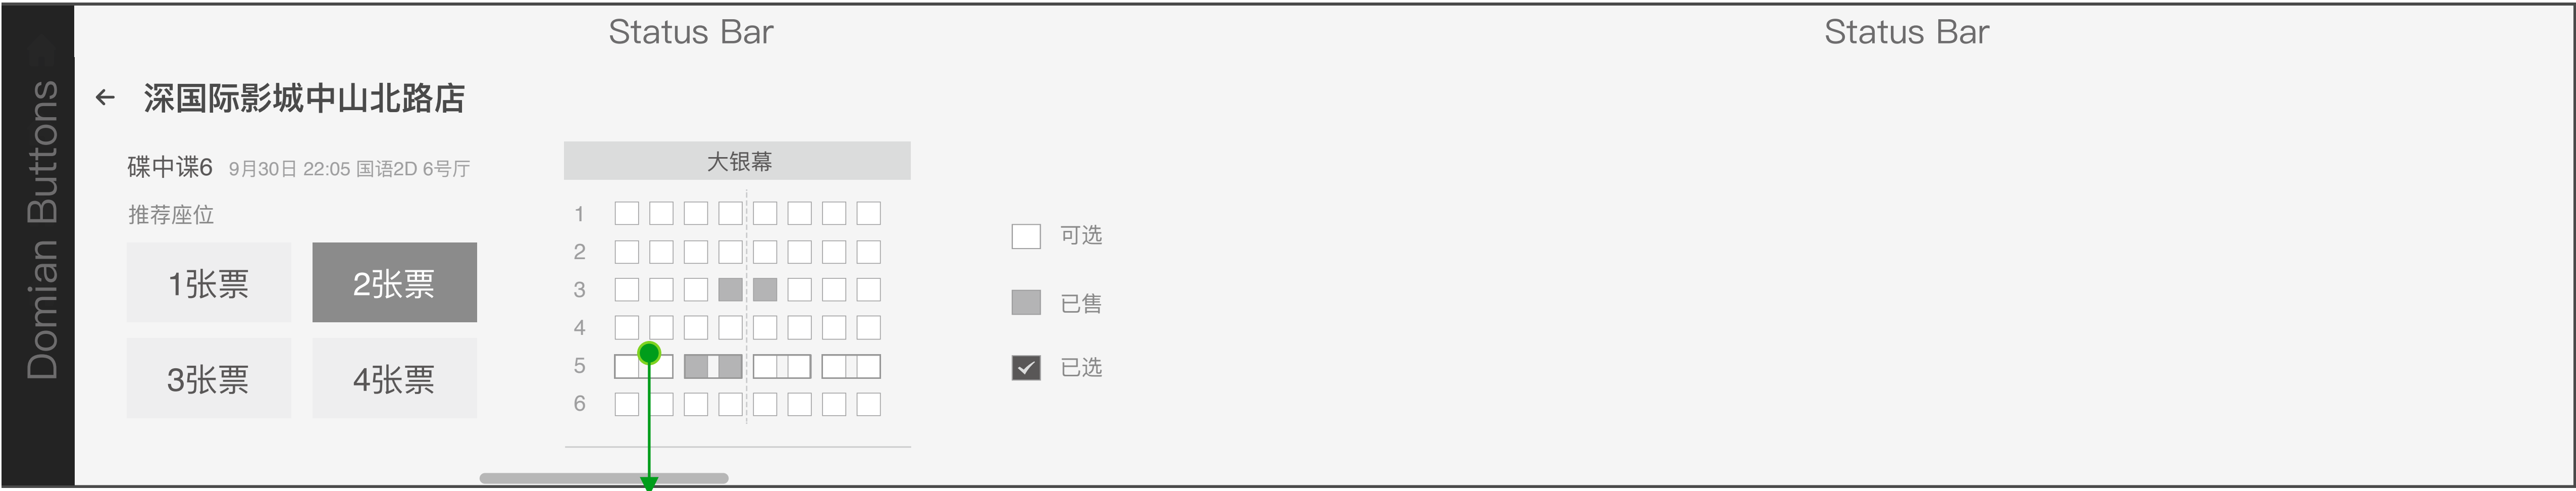 Status Bar
Status Bar
Domian Buttons
深国际影城中山北路店
碟中谍6 9月30日 22:05 国语2D 6号厅
推荐座位
1张票
2张票
3张票
4张票
大银幕
1
2
3
4
5
6
可选
已售
已选